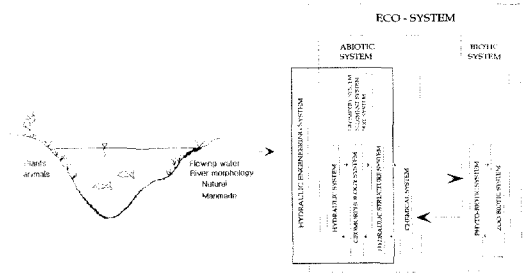 ECO - SYSTEM
ABIOTIC
SYSTEM
BIOTIC
SYSTEM
Plants
animals
Flowing water
River morphology
Natural
Manmade
HYDRAULIC ENGINEERING-SYSTEM
HYDRAULIC SYSTEM
SEDIMENT SYSTEM
GEOMORPHOLOGY SYSTEM
HYDRAULIC STRUCTURE SYSTEM
CHEMICAL SYSTEM
PHYTO-BIOTIC SYSTEM
ZOO-BIOTIC SYSTEM